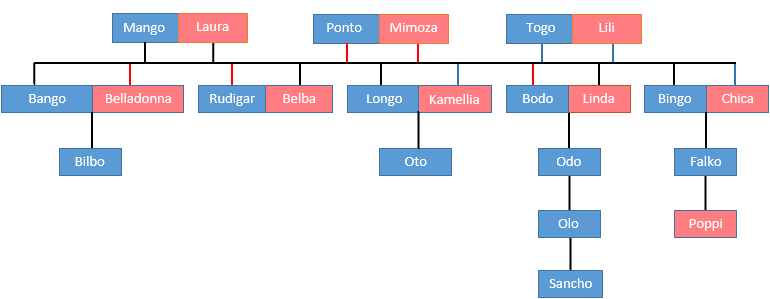 Mango Laura Ponto Mimoza Togo Lili
Bango Belladonna Rudigar Belba Longo Kamellia Bodo Linda Bingo Chica
Bilbo Oto Odo Falko
Olo Poppi
Sancho